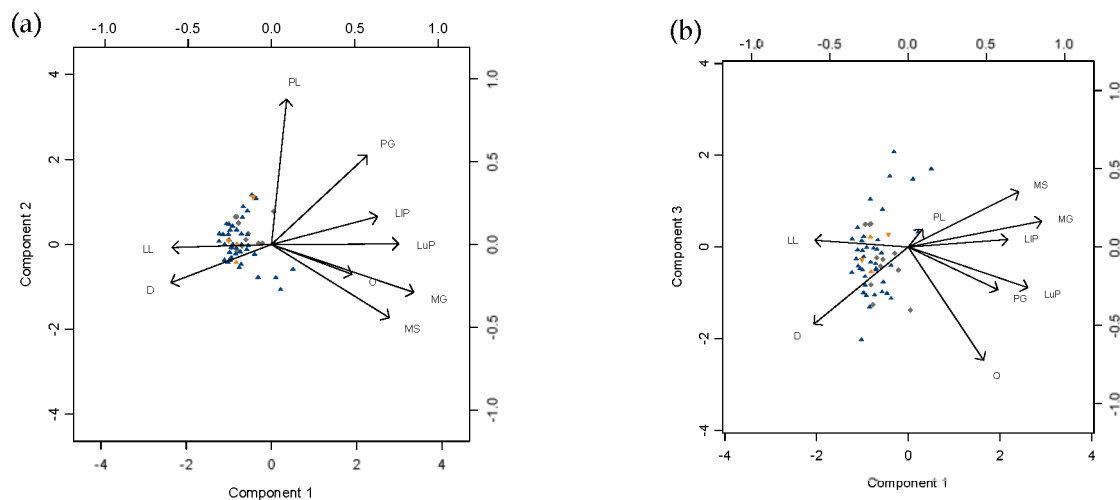 (a)
-1.0 -0.5 0.0 0.5 1.0
4
2
0
-2
-4
Component 2
1.0
0.5
0.0
-0.5
-1.0
PL
PG
LIP
LuP
LL
D
O
MG
MS
-4 -2 0 2 4
Component 1
(b)
-1.0 -0.5 0.0 0.5 1.0
4
2
0
-2
-4
Component 3
1.0
0.5
0.0
-0.5
-1.0
MS
PL
MG
LIP
LL
LuP
PG
D
O
-4 -2 0 2 4
Component 1